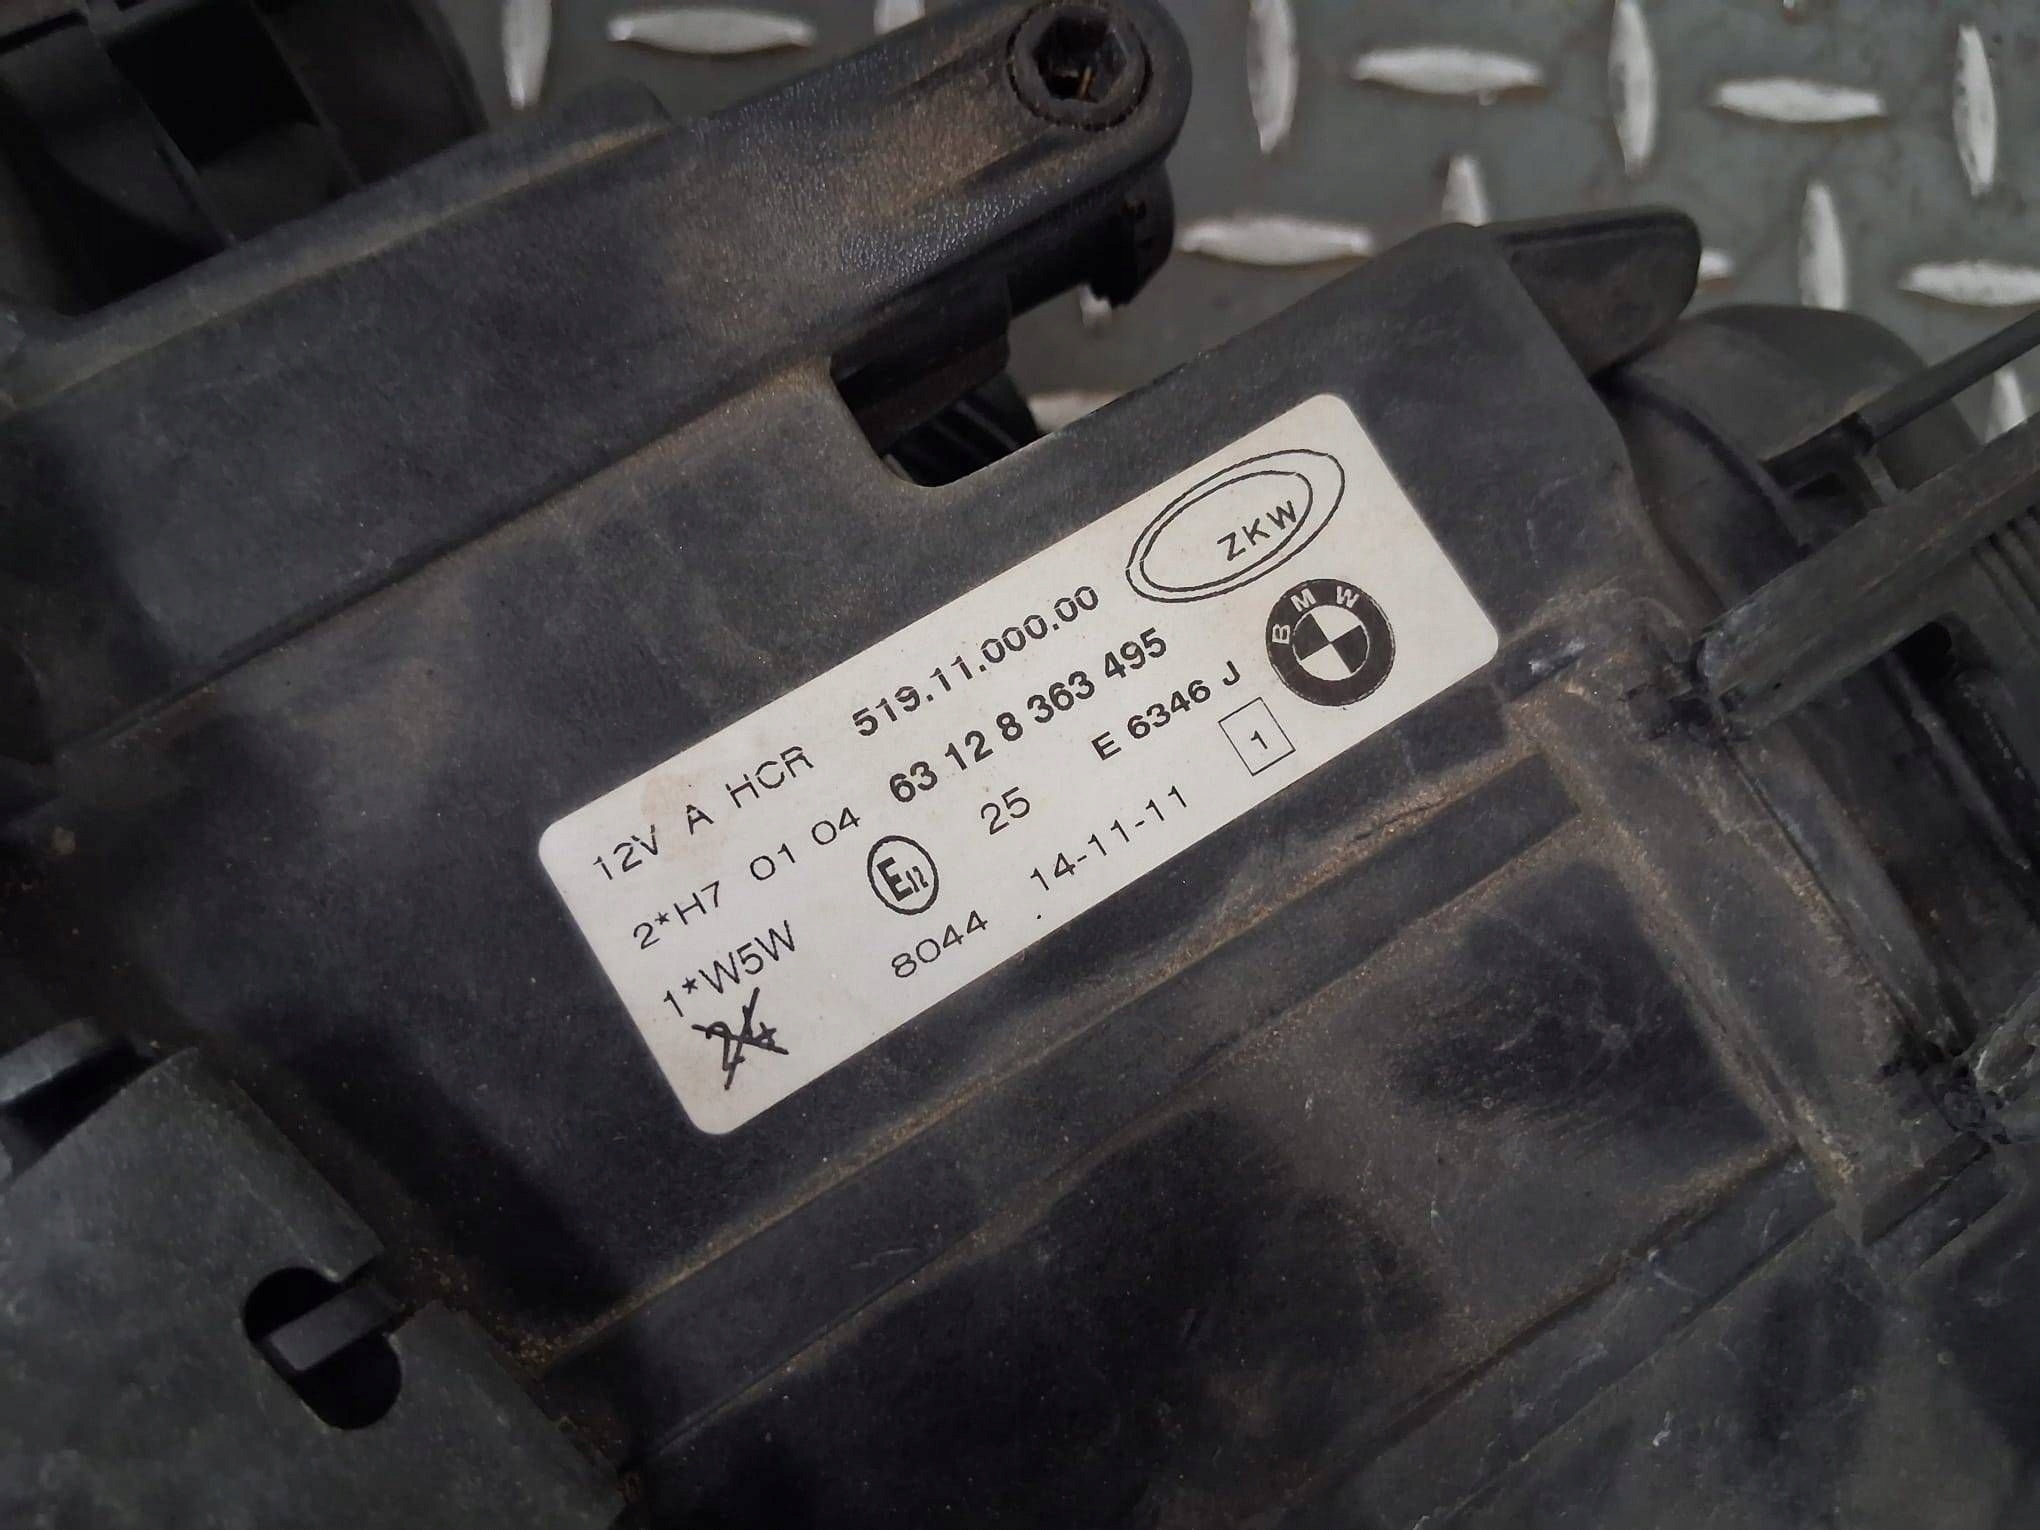 ZKW
12V A HCR 519.11.000.00
2*H7 01 04 63 12 8 363 495
BMW
1*W5W E12 25 E 6346 J
8044 14-11-11 1